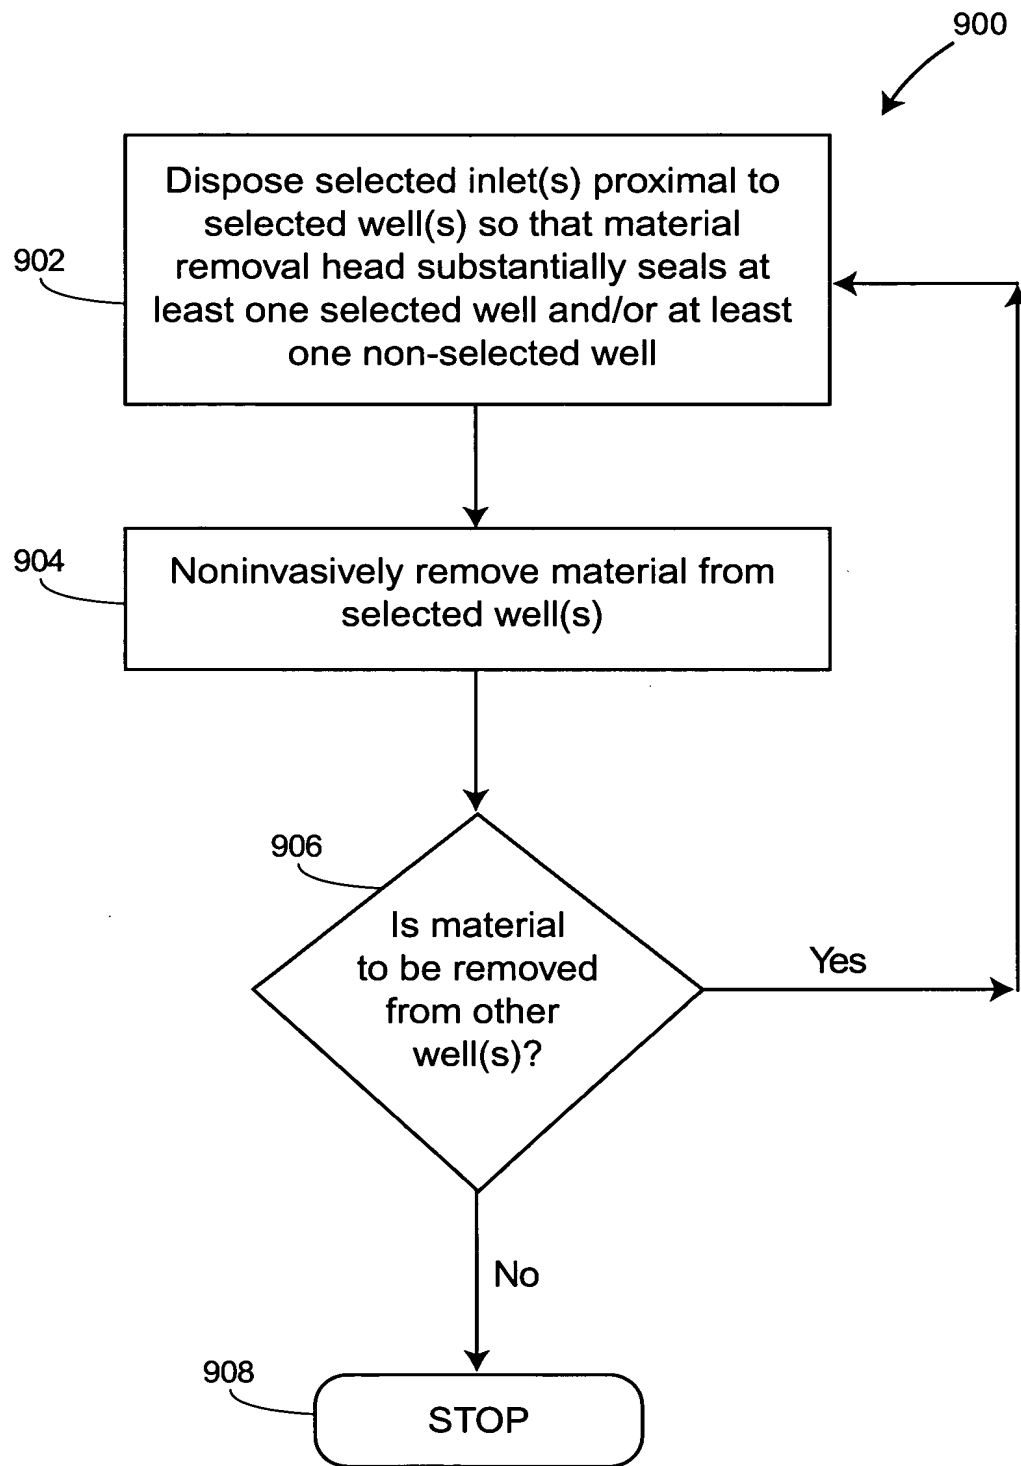 900
Dispose selected inlet(s) proximal to
selected well(s) so that material
removal head substantially seals at
least one selected well and/or at least
one non-selected well
902
Noninvasively remove material from
selected well(s)
904
906
Is material
to be removed
from other
well(s)?
Yes
No
908
STOP